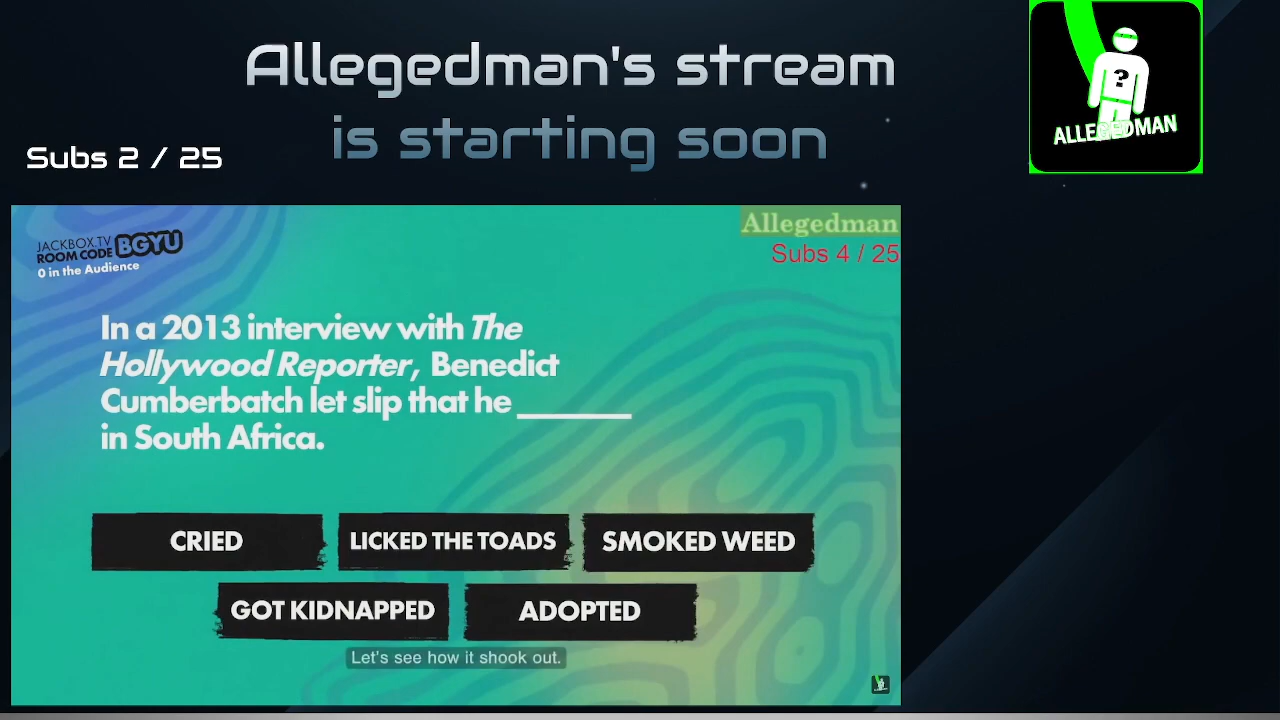 Allegedman's stream
is starting soon
?
ALLEGEDMAN
Subs 2 / 25
Allegedman
Subs 4 / 25
JACKBOX.TV
ROOM CODE BGYU
0 in the Audience
In a 2013 interview with The
Hollywood Reporter, Benedict
Cumberbatch let slip that he ________
in South Africa.
CRIED
LICKED THE TOADS
SMOKED WEED
GOT KIDNAPPED
ADOPTED
Let's see how it shook out.